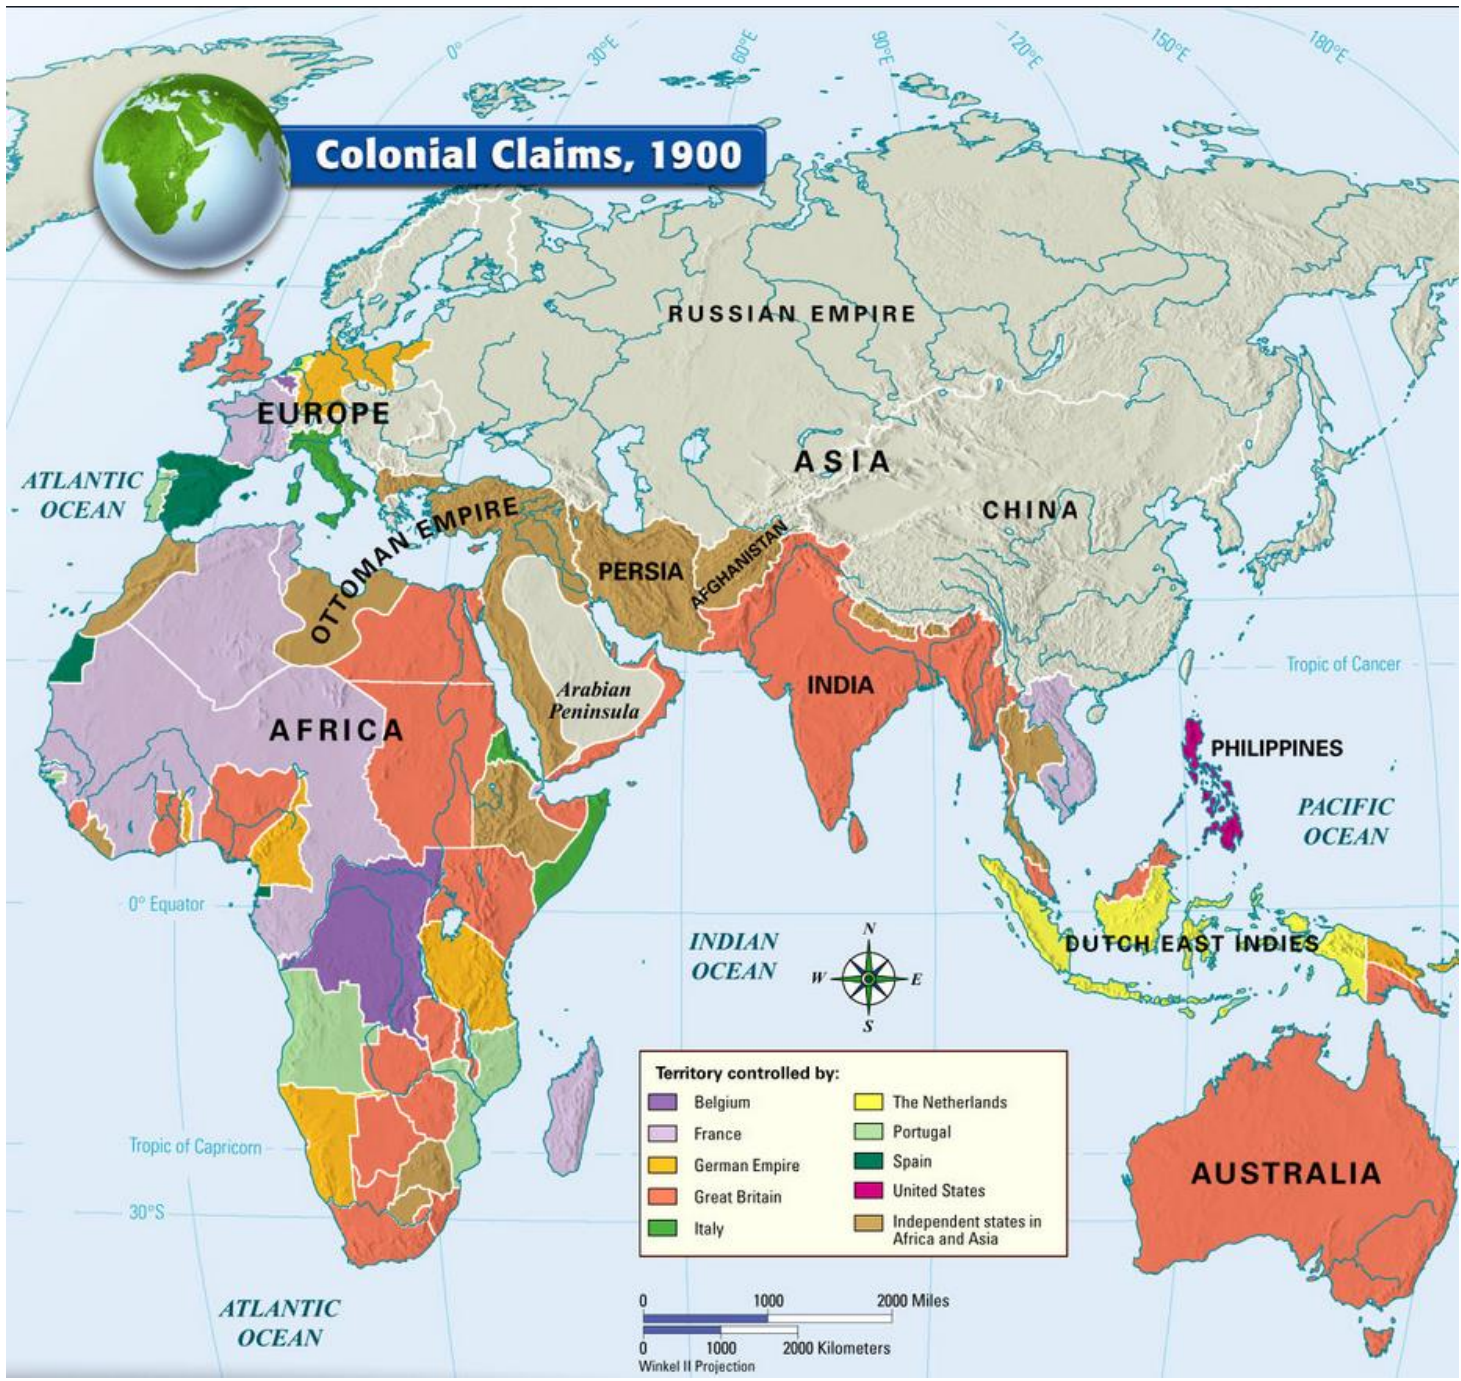 0°
30°E
60°E
90°E
120°E
150°E
180°E
Colonial Claims, 1900
RUSSIAN EMPIRE
EUROPE
ASIA
ATLANTIC
OCEAN
CHINA
OTTOMAN EMPIRE
PERSIA
AFGHANISTAN
INDIA
Tropic of Cancer
Arabian
Peninsula
AFRICA
PHILIPPINES
PACIFIC
OCEAN
0° Equator
INDIAN
OCEAN
N
W
E
S
DUTCH EAST INDIES
Territory controlled by:
Belgium
France
German Empire
Great Britain
Italy
The Netherlands
Portugal
Spain
United States
Independent states in
Africa and Asia
Tropic of Capricorn
30°S
AUSTRALIA
ATLANTIC
OCEAN
0 1000 2000 Miles
0 1000 2000 Kilometers
Winkel II Projection